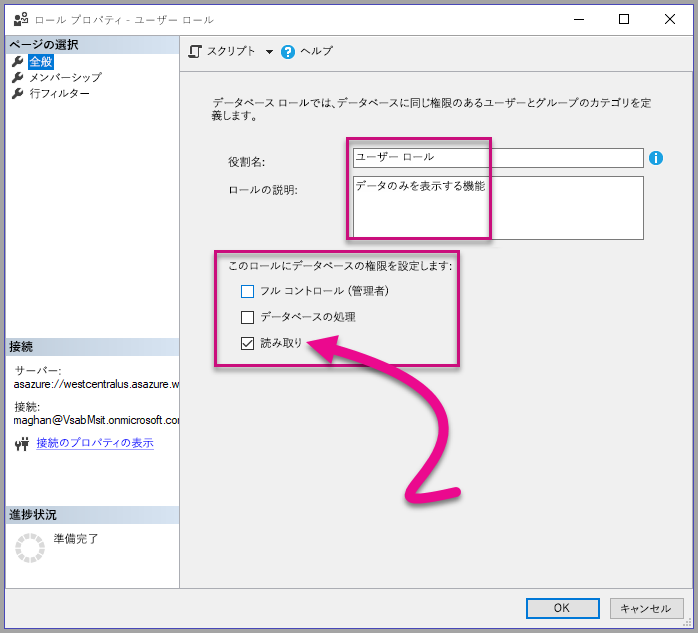 ロール プロパティ - ユーザー ロール
ページの選択
全般
メンバーシップ
行フィルター
スクリプト
ヘルプ
データベース ロールでは、データベースに同じ権限のあるユーザーとグループのカテゴリを定
義します。
役割名:
ユーザー ロール
ロールの説明:
データのみを表示する機能
このロールにデータベースの権限を設定します:
フル コントロール (管理者)
データベースの処理
読み取り
接続
サーバー:
asazure://westcentralus.asazure.w
接続:
maghan@VsabMsit.onmicrosoft.co
接続のプロパティの表示
進捗状況
準備完了
OK
キャンセル